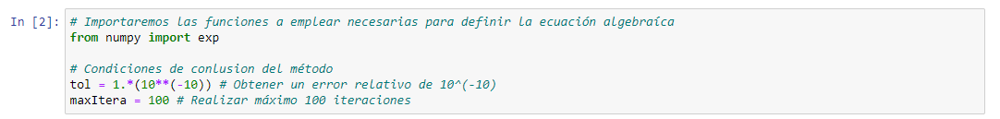 In [2]: # Importaremos las funciones a emplear necesarias para definir la ecuación algebraíca
from numpy import exp
# Condiciones de conlusion del método
tol = 1.*(10**(-10)) # Obtener un error relativo de 10^(-10)
maxItera = 100 # Realizar máximo 100 iteraciones